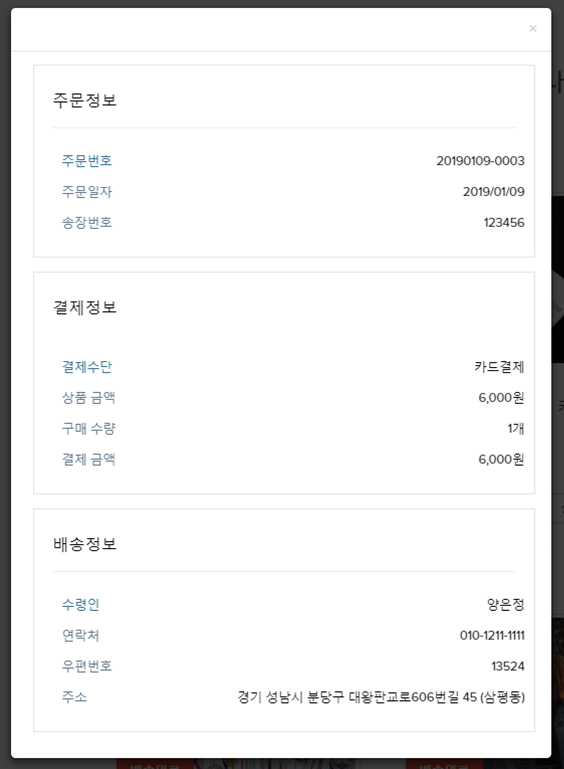 ×
주문정보
주문번호 20190109-0003
주문일자 2019/01/09
송장번호 123456
결제정보
결제수단 카드결제
상품 금액 6,000원
구매 수량 1개
결제 금액 6,000원
배송정보
수령인 양은정
연락처 010-1211-1111
우편번호 13524
주소 경기 성남시 분당구 대왕판교로606번길 45 (삼평동)